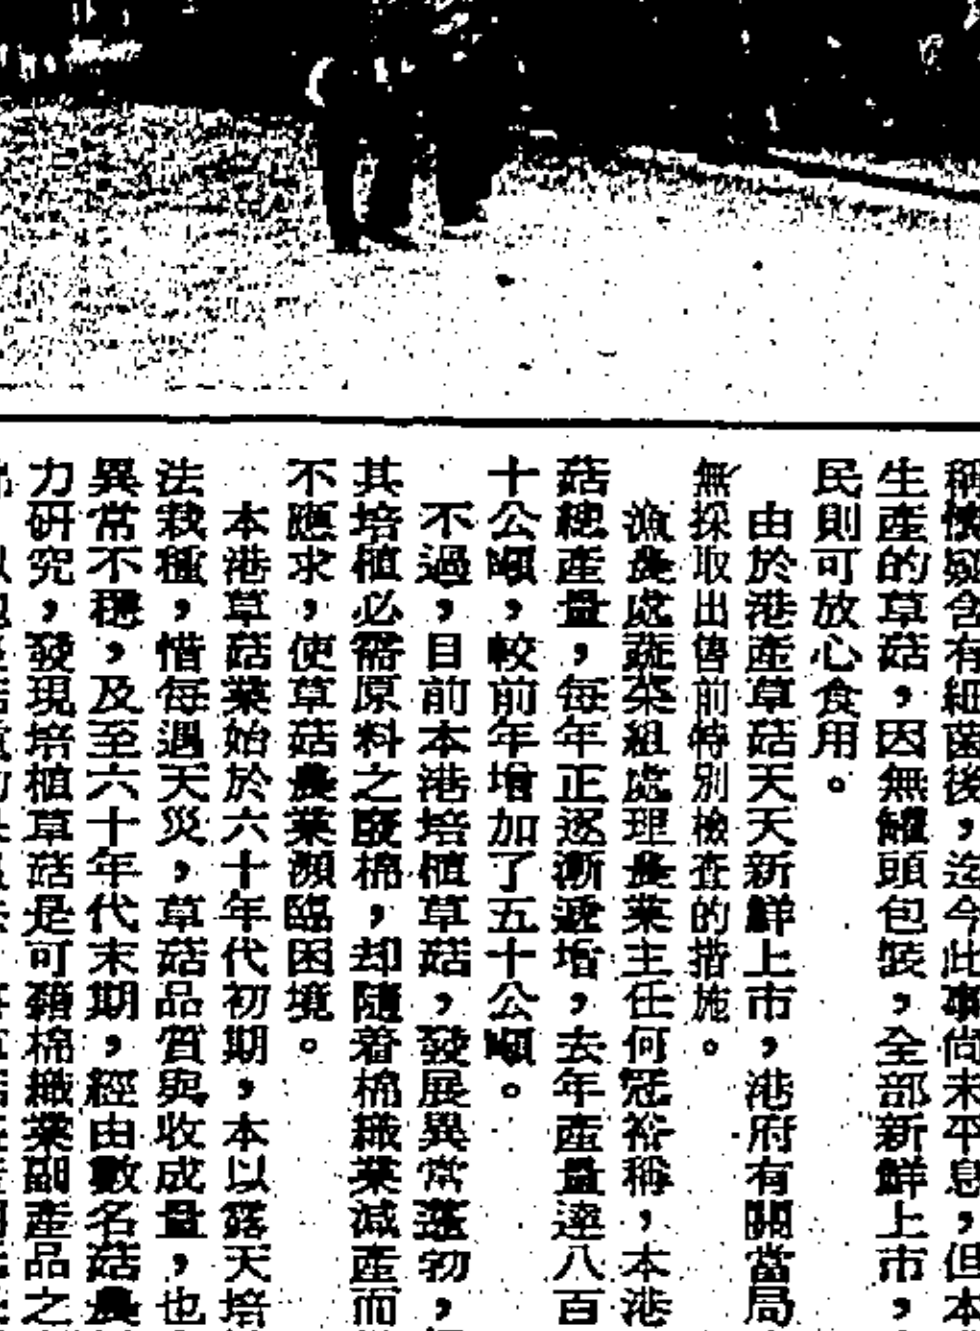 稱懷疑含有細菌後，迄今此事尚未平息，但本
生產的草菇，因無罐頭包裝，全部新鮮上市，
民則可放心食用。
由於港產草菇天天新鮮上市，港府有關當局
無採取出售前特別檢查的措施。
漁農處蔬菜組處理農業主任何冠裕稱，本港
菇總產量，每年正逐漸遞增，去年產量達八百
十公噸，較前年增加了五十公噸。
不過，目前本港培植草菇，發展異常蓬勃，
其培植必需原料之廢棉，却隨着棉織業減產而
不應求，使草菇農業瀕臨困境。
本港草菇業始於六十年代初期，本以露天培
法栽種，惜每遇天災，草菇品質與收成量，也
異常不穩，及至六十年代末期，經由數名菇農
力研究，發現培植草菇是可藉棉織業副產品之